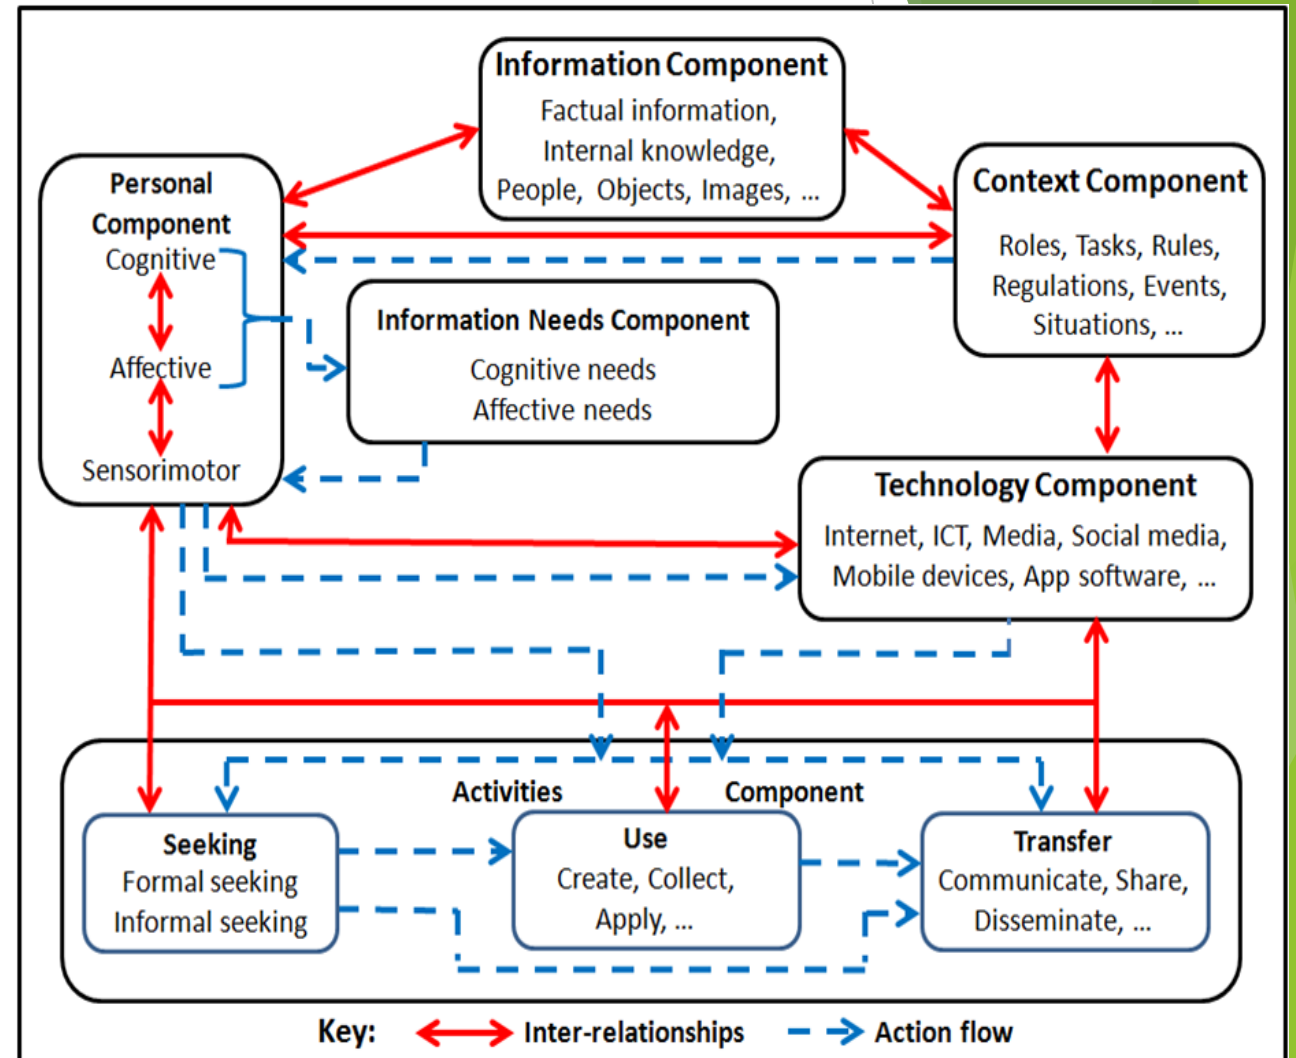 Information Component
Factual information,
Internal knowledge,
People, Objects, Images, ...
Personal
Component
Cognitive
Affective
Sensorimotor
Context Component
Roles, Tasks, Rules,
Regulations, Events,
Situations, ...
Information Needs Component
Cognitive needs
Affective needs
Technology Component
Internet, ICT, Media, Social media,
Mobile devices, App software, ...
Activities Component
Seeking
Formal seeking
Informal seeking
Use
Create, Collect,
Apply, ...
Transfer
Communicate, Share,
Disseminate, ...
Key: Inter-relationships Action flow